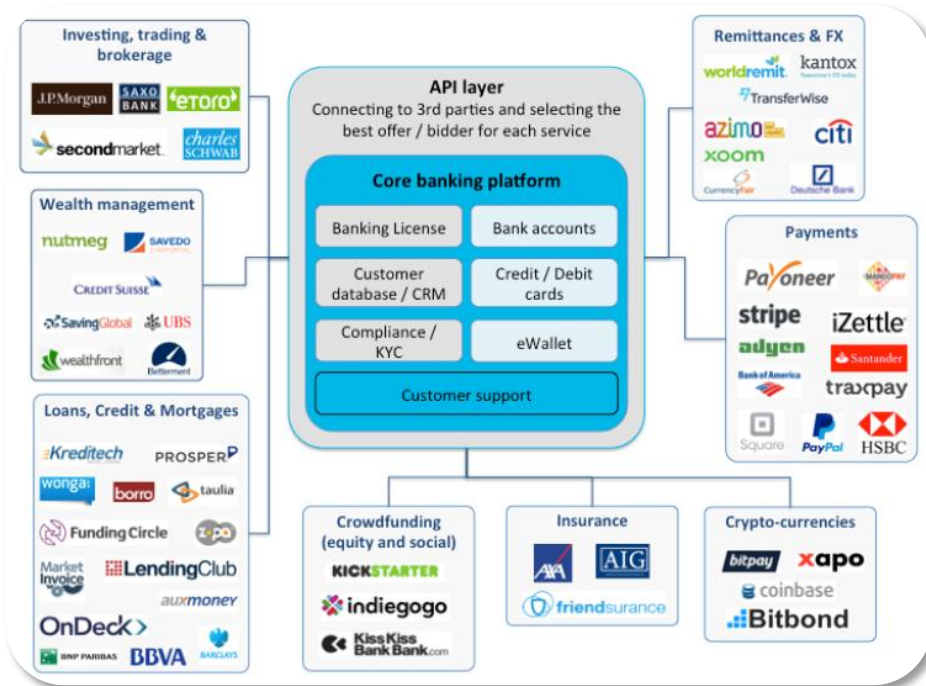 Investing, trading &
brokerage
J.P.Morgan
SAXO
BANK
eToro
secondmarket
charles
SCHWAB
Wealth management
nutmeg
SAVEDO
CREDIT SUISSE
SavingGlobal
UBS
wealthfront
Betterment
Loans, Credit & Mortgages
Kreditech
PROSPER
wonga
borro
taulia
Funding Circle
zopa
Market
Invoice
LendingClub
auxmoney
OnDeck
BNP PARIBAS
BBVA
BARCLAYS
API layer
Connecting to 3rd parties and selecting the
best offer / bidder for each service
Core banking platform
Banking License
Bank accounts
Customer
database / CRM
Credit / Debit
cards
Compliance /
KYC
eWallet
Customer support
Crowdfunding
(equity and social)
KICKSTARTER
indiegogo
KissKiss
BankBank.com
Insurance
AXA
AIG
friendsurance
Crypto-currencies
bitpay
xapo
coinbase
Bitbond
Remittances & FX
worldremit
kantox
Tomorrow's FX today
TransferWise
azimo
citi
xoom
CurrencyFair
Deutsche Bank
Payments
Payoneer
MANGOPAY
stripe
iZettle
adyen
Santander
Bank of America
traxpay
Square
PayPal
HSBC